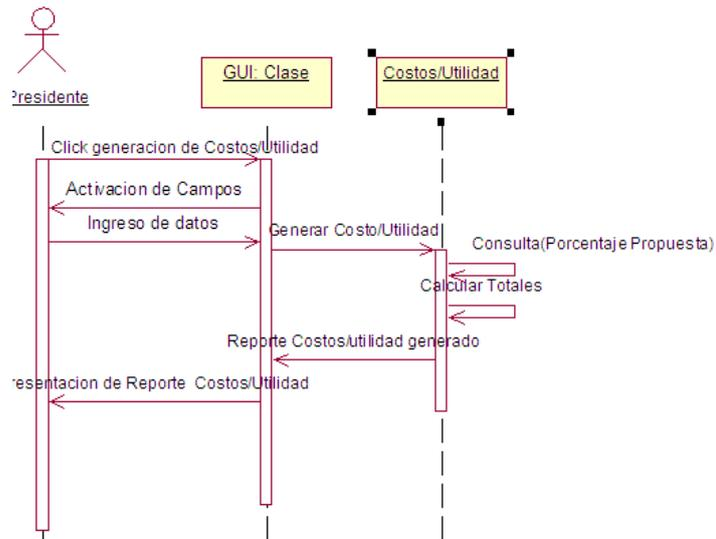 GUI: Clase
Costos/Utilidad
Presidente
Click generacion de Costos/Utilidad
Activacion de Campos
Ingreso de datos
Generar Costo/Utilidad
Consulta(Porcentaje Propuesta)
Calcular Totales
Reporte Costos/utilidad generado
resentacion de Reporte Costos/Utilidad